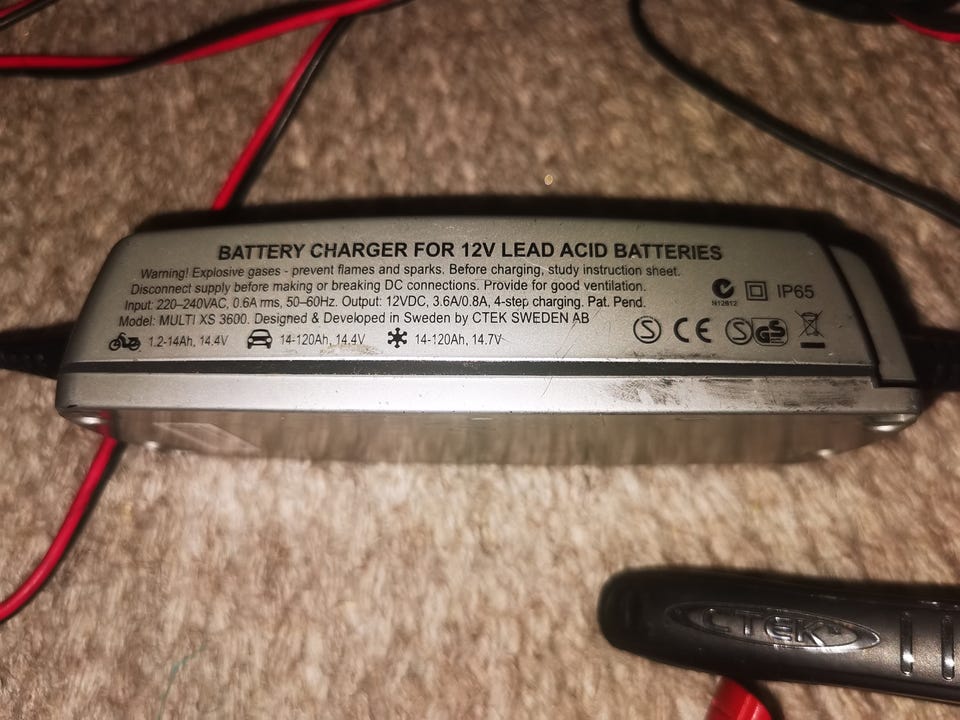 BATTERY CHARGER FOR 12V LEAD ACID BATTERIES
Warning! Explosive gases - prevent flames and sparks. Before charging, study instruction sheet.
Disconnect supply before making or breaking DC connections. Provide for good ventilation.
Input: 220–240VAC, 0.6A rms, 50–60Hz. Output: 12VDC, 3.6A/0.8A, 4-step charging. Pat. Pend.
Model: MULTI XS 3600. Designed & Developed in Sweden by CTEK SWEDEN AB
1.2-14Ah, 14.4V 14-120Ah, 14.4V 14-120Ah, 14.7V
N12812 IP65
S CE S GS
CTEK